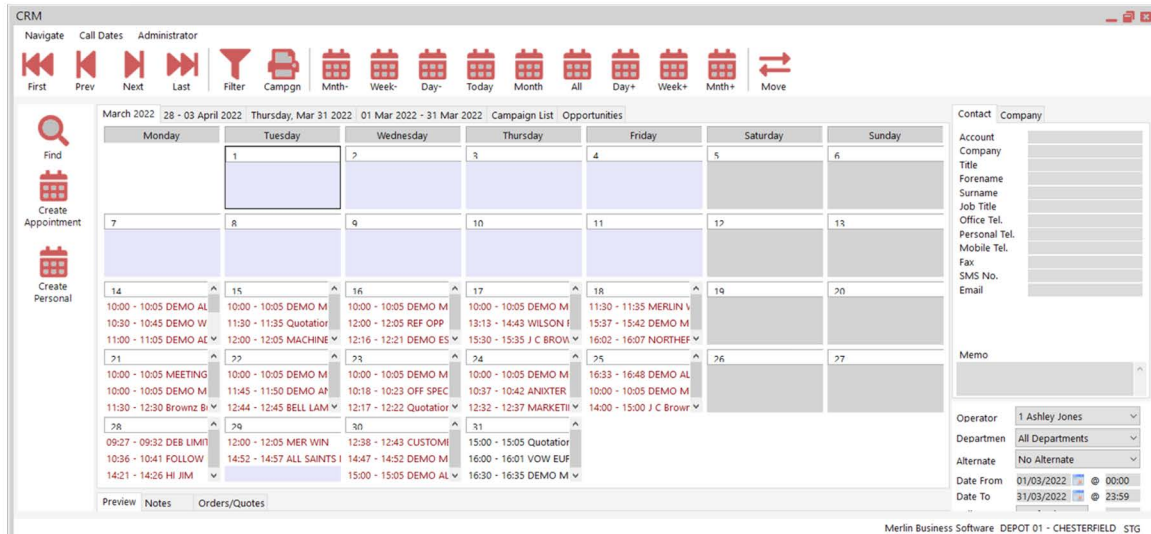 CRM
Navigate Call Dates Administrator
First Prev Next Last Filter Campgn Mnth- Week- Day- Today Month All Day+ Week+ Mnth+ Move
Find
Create
Appointment
Create
Personal
March 2022 28 - 03 April 2022 Thursday, Mar 31 2022 01 Mar 2022 - 31 Mar 2022 Campaign List Opportunities
Monday Tuesday Wednesday Thursday Friday Saturday Sunday
1 2 3 4 5 6
7 8 9 10 11 12 13
14 15 16 17 18 19 20
10:00 - 10:05 DEMO AL 10:00 - 10:05 DEMO M 10:00 - 10:05 DEMO M 10:00 - 10:05 DEMO M 11:30 - 11:35 MERLIN
10:30 - 10:45 DEMO W 11:30 - 11:35 Quotation 12:00 - 12:05 REF OPP 13:13 - 14:43 WILSON 15:37 - 15:42 DEMO M
11:00 - 11:05 DEMO AD 12:00 - 12:05 MACHINE 12:16 - 12:21 DEMO ES 15:30 - 15:35 J C BROW 16:02 - 16:07 NORTHER
21 22 23 24 25 26 27
10:00 - 10:05 MEETING 10:00 - 10:05 DEMO M 10:00 - 10:05 DEMO M 10:00 - 10:05 DEMO M 16:33 - 16:48 DEMO AL
10:00 - 10:05 DEMO M 11:45 - 11:50 DEMO AN 10:18 - 10:23 OFF SPEC 10:37 - 10:42 ANIXTER 10:00 - 10:05 DEMO M
11:30 - 12:30 Brownz B 12:44 - 12:45 BELL LAM 12:17 - 12:22 Quotation 12:32 - 12:37 MARKETI 14:00 - 15:00 J C Brown
28 29 30 31
09:27 - 09:32 DEB LIMIT 12:00 - 12:05 MER WIN 12:38 - 12:43 CUSTOME 15:00 - 15:05 Quotation
10:36 - 10:41 FOLLOW 14:52 - 14:57 ALL SAINTS 14:47 - 14:52 DEMO M 16:00 - 16:01 VOW EUF
14:21 - 14:26 HI JIM 15:00 - 15:05 DEMO AL 16:30 - 16:35 DEMO M
Preview Notes Orders/Quotes
Contact Company
Account
Company
Title
Forename
Surname
Job Title
Office Tel.
Personal Tel.
Mobile Tel.
Fax
SMS No.
Email
Memo
Operator 1 Ashley Jones
Departmen All Departments
Alternate No Alternate
Date From 01/03/2022 @ 00:00
Date To 31/03/2022 @ 23:59
Merlin Business Software DEPOT 01 - CHESTERFIELD STG